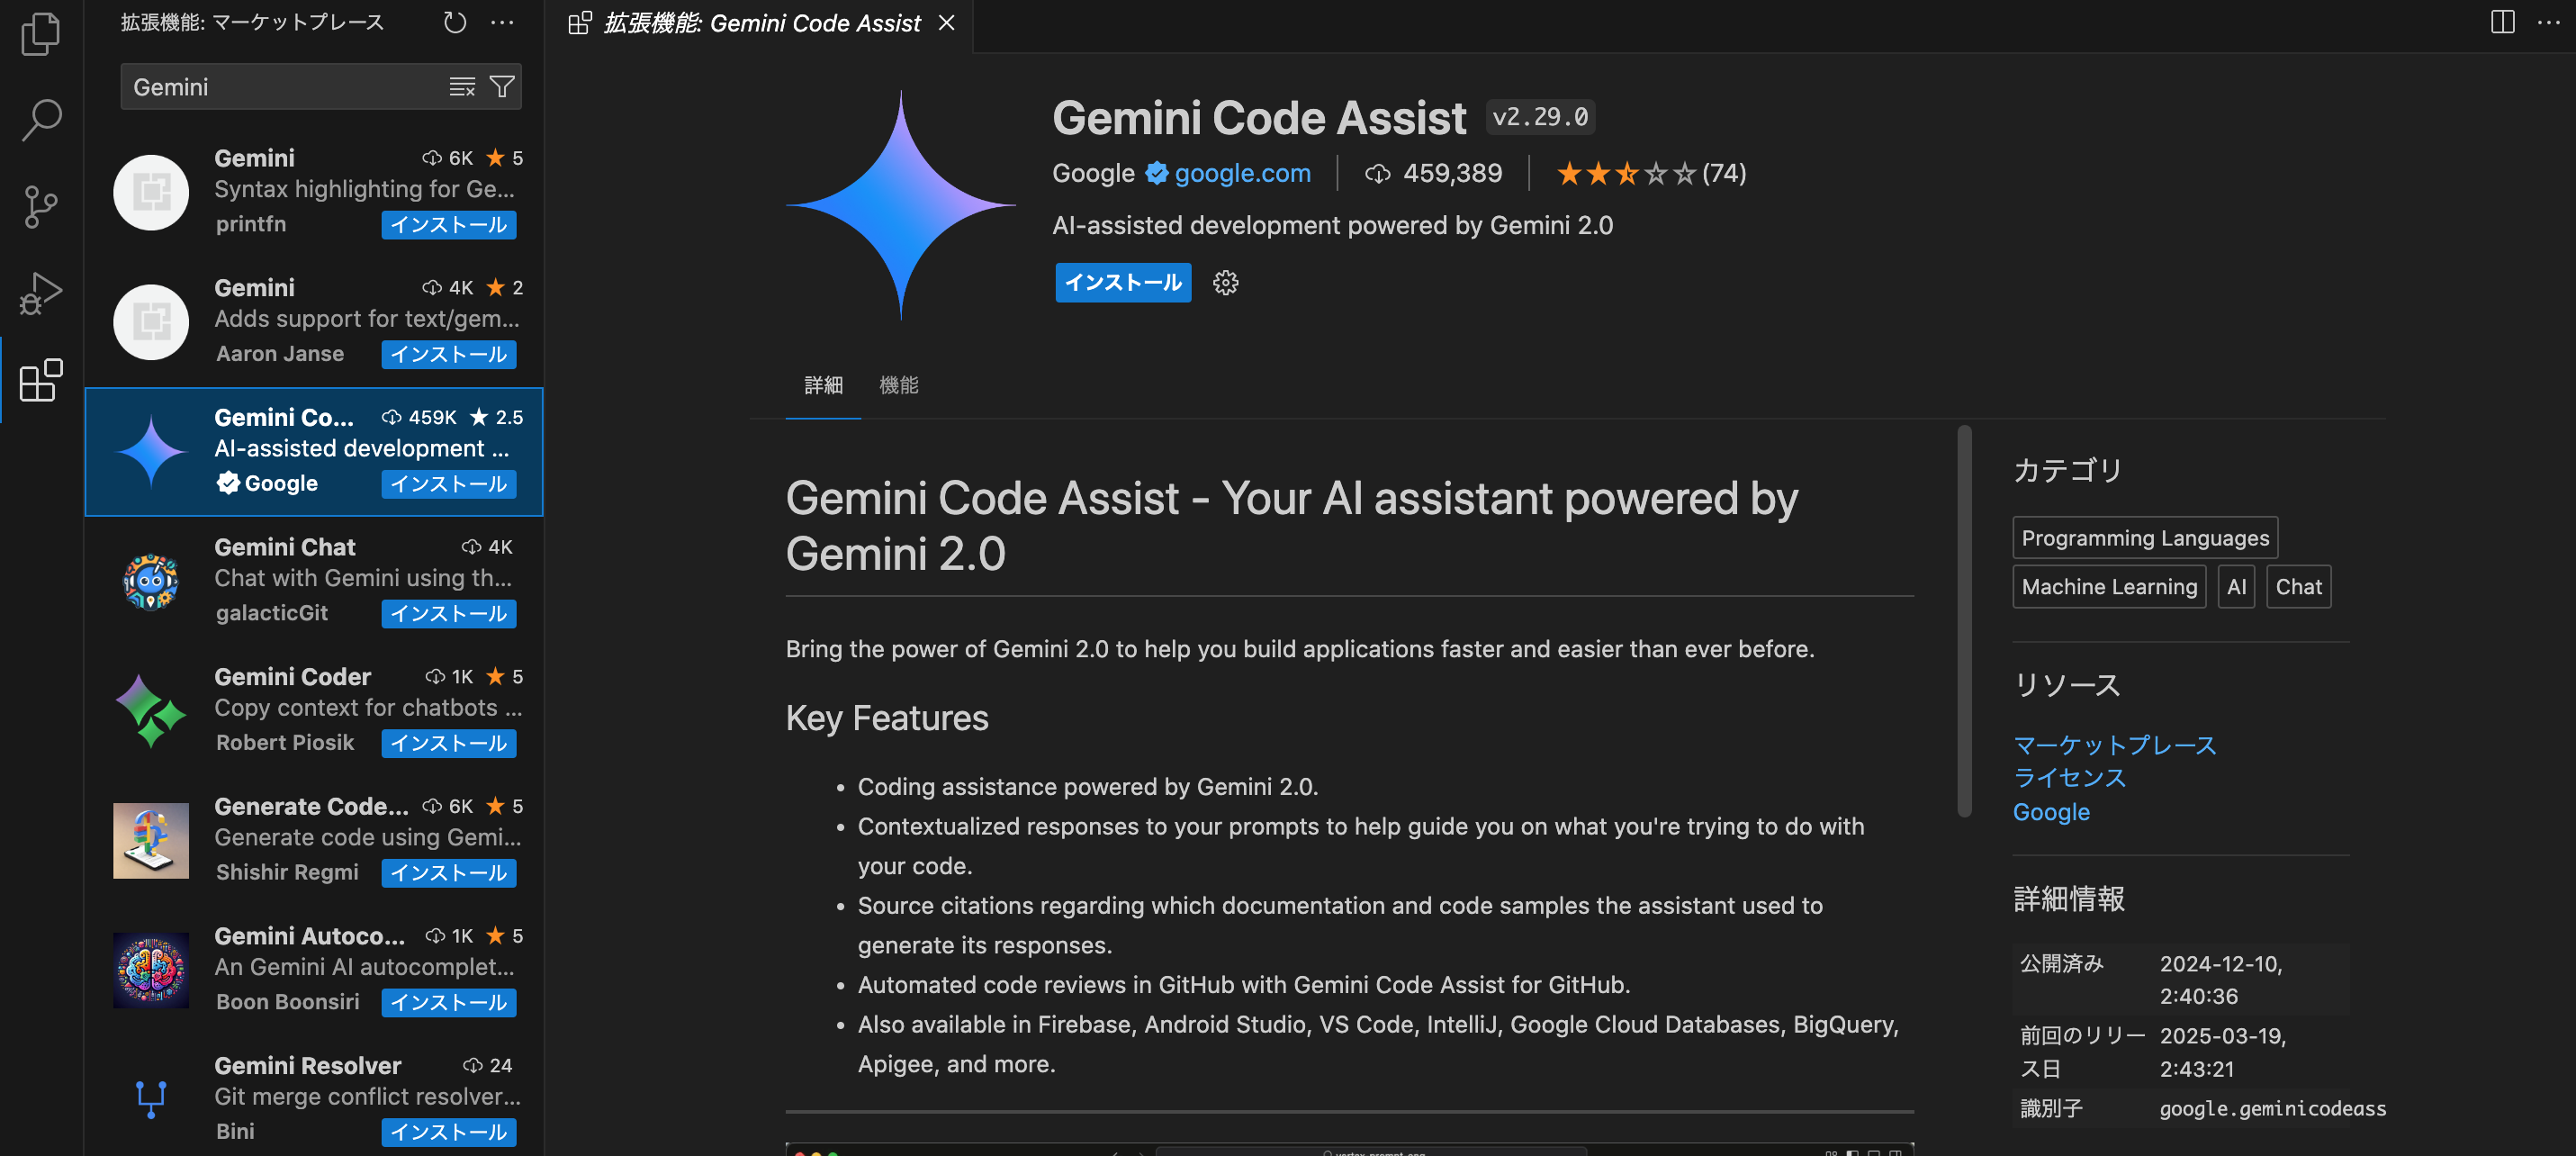 拡張機能: マーケットプレース
Gemini
Gemini 6K 5
Syntax highlighting for Ge...
printfn インストール
Gemini 4K 2
Adds support for text/gem...
Aaron Janse インストール
Gemini Co... 459K 2.5
AI-assisted development ...
Google インストール
Gemini Chat 4K
Chat with Gemini using th...
galacticGit インストール
Gemini Coder 1K 5
Copy context for chatbots ...
Robert Piosik インストール
Generate Code... 6K 5
Generate code using Gemi...
Shishir Regmi インストール
Gemini Autoco... 1K 5
An Gemini AI autocomplet...
Boon Boonsiri インストール
Gemini Resolver 24
Git merge conflict resolver...
Bini インストール
拡張機能: Gemini Code Assist
Gemini Code Assist v2.29.0
Google google.com 459,389 (74)
AI-assisted development powered by Gemini 2.0
インストール
詳細 機能
Gemini Code Assist - Your AI assistant powered by
Gemini 2.0
Bring the power of Gemini 2.0 to help you build applications faster and easier than ever before.
Key Features
• Coding assistance powered by Gemini 2.0.
• Contextualized responses to your prompts to help guide you on what you're trying to do with
your code.
• Source citations regarding which documentation and code samples the assistant used to
generate its responses.
• Automated code reviews in GitHub with Gemini Code Assist for GitHub.
• Also available in Firebase, Android Studio, VS Code, IntelliJ, Google Cloud Databases, BigQuery,
Apigee, and more.
カテゴリ
Programming Languages
Machine Learning AI Chat
リソース
マーケットプレース
ライセンス
Google
詳細情報
公開済み 2024-12-10,
2:40:36
前回のリリー 2025-03-19,
ス日 2:43:21
識別子 google.geminicodeass